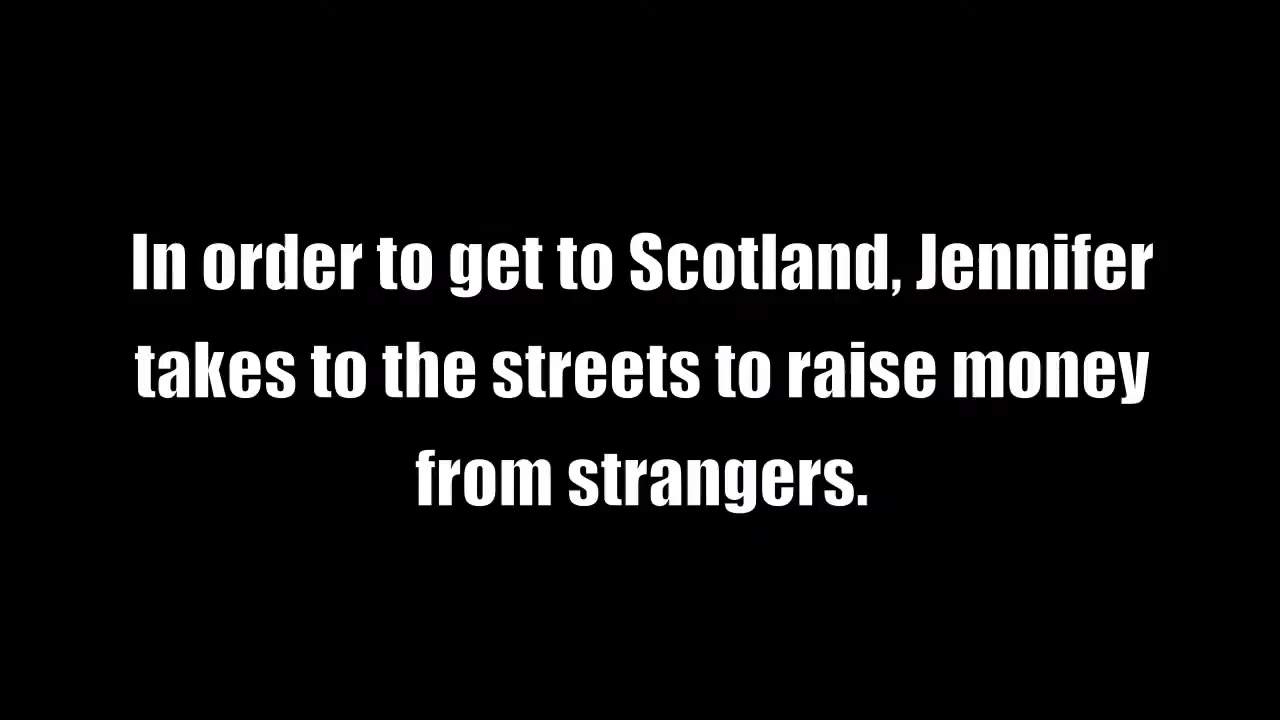 In order to get to Scotland, Jennifer
takes to the streets to raise money
from strangers.